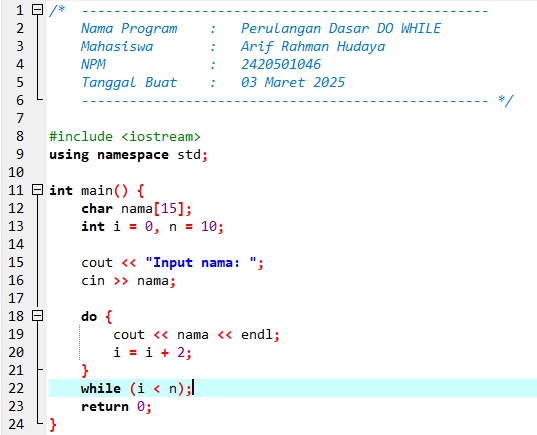 1 /* ---------------------------------------------------
2 Nama Program : Perulangan Dasar DO WHILE
3 Mahasiswa : Arif Rahman Hudaya
4 NPM : 2420501046
5 Tanggal Buat : 03 Maret 2025
6 --------------------------------------------------- */
7
8 #include <iostream>
9 using namespace std;
10
11 int main() {
12 char nama[15];
13 int i = 0, n = 10;
14
15 cout << "Input nama: ";
16 cin >> nama;
17
18 do {
19 cout << nama << endl;
20 i = i + 2;
21 }
22 while (i < n);
23 return 0;
24 }